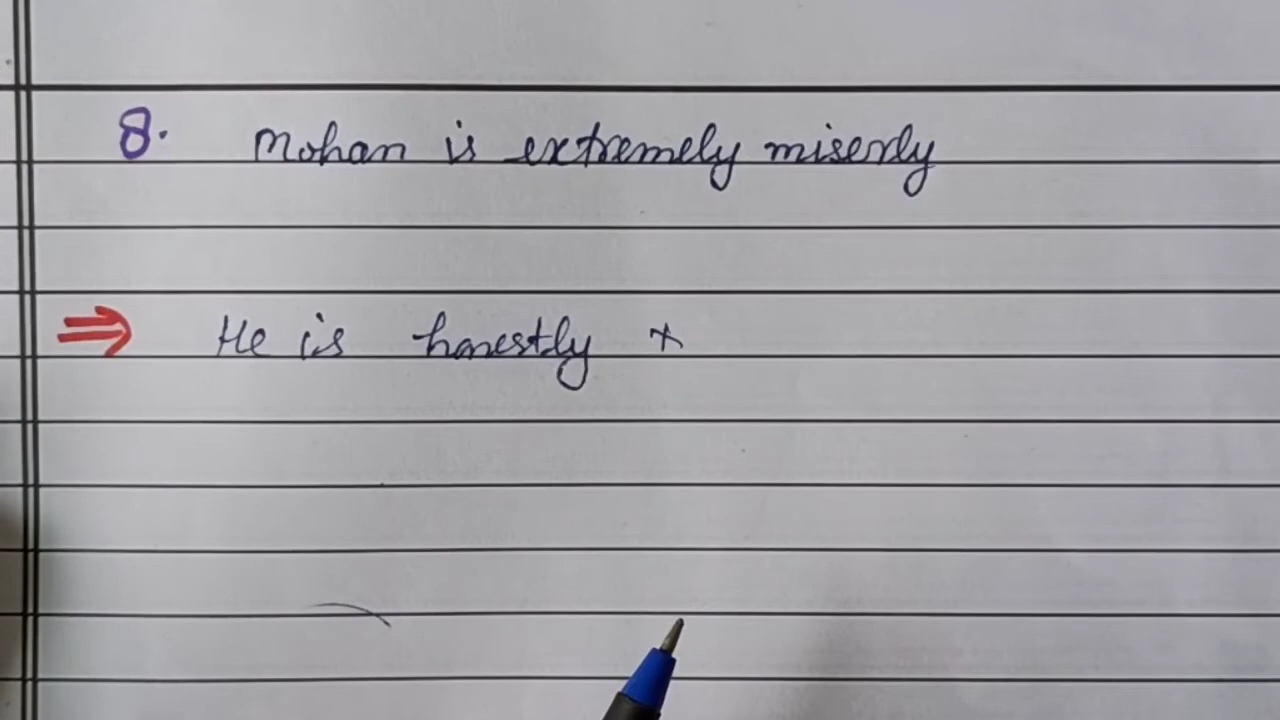 8. Mohan is extremely miserly
⇒ He is honestly ×